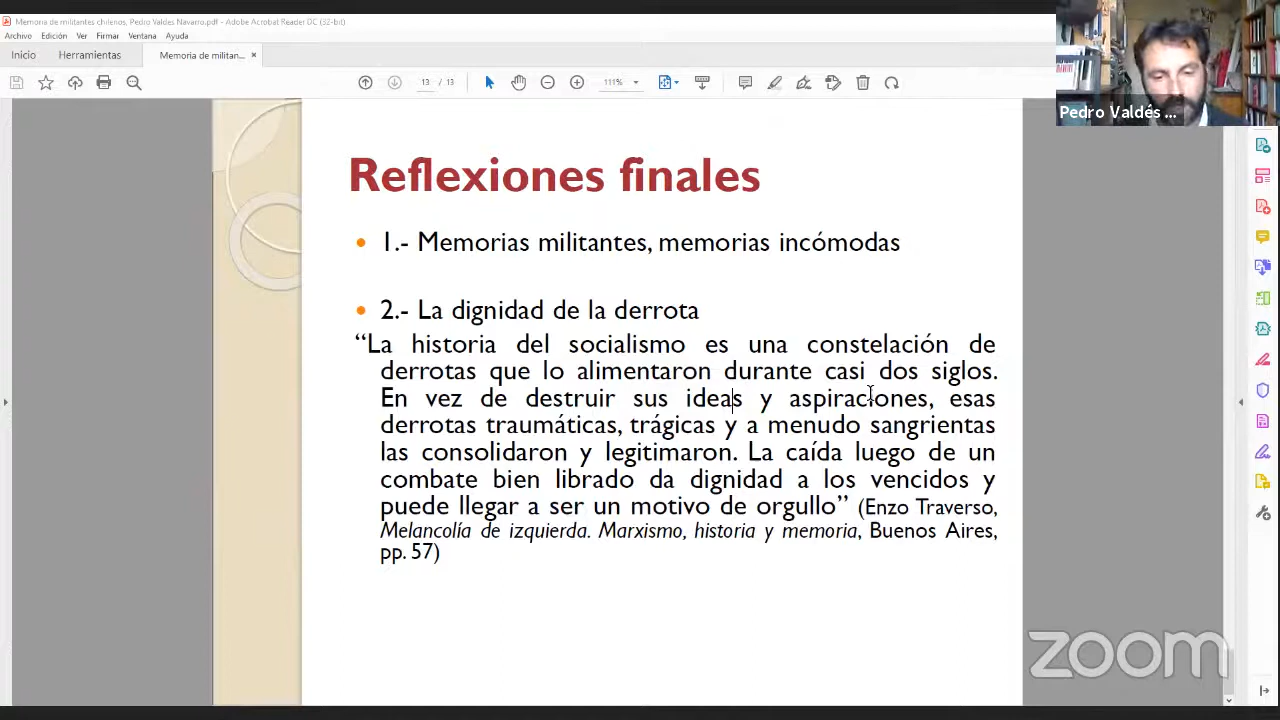 Memoria de militantes chilenos, Pedro Valdes Navarro.pdf - Adobe Acrobat Reader DC (32-bit)
Archivo Edición Ver Firmar Ventana Ayuda
Inicio Herramientas Memoria de militan... ×
13 / 13 111%
Pedro Valdés ...
Reflexiones finales
1.- Memorias militantes, memorias incómodas
2.- La dignidad de la derrota
“La historia del socialismo es una constelación de
derrotas que lo alimentaron durante casi dos siglos.
En vez de destruir sus ideas y aspiraciones, esas
derrotas traumáticas, trágicas y a menudo sangrientas
las consolidaron y legitimaron. La caída luego de un
combate bien librado da dignidad a los vencidos y
puede llegar a ser un motivo de orgullo” (Enzo Traverso,
Melancolía de izquierda. Marxismo, historia y memoria, Buenos Aires,
pp. 57)
zoom